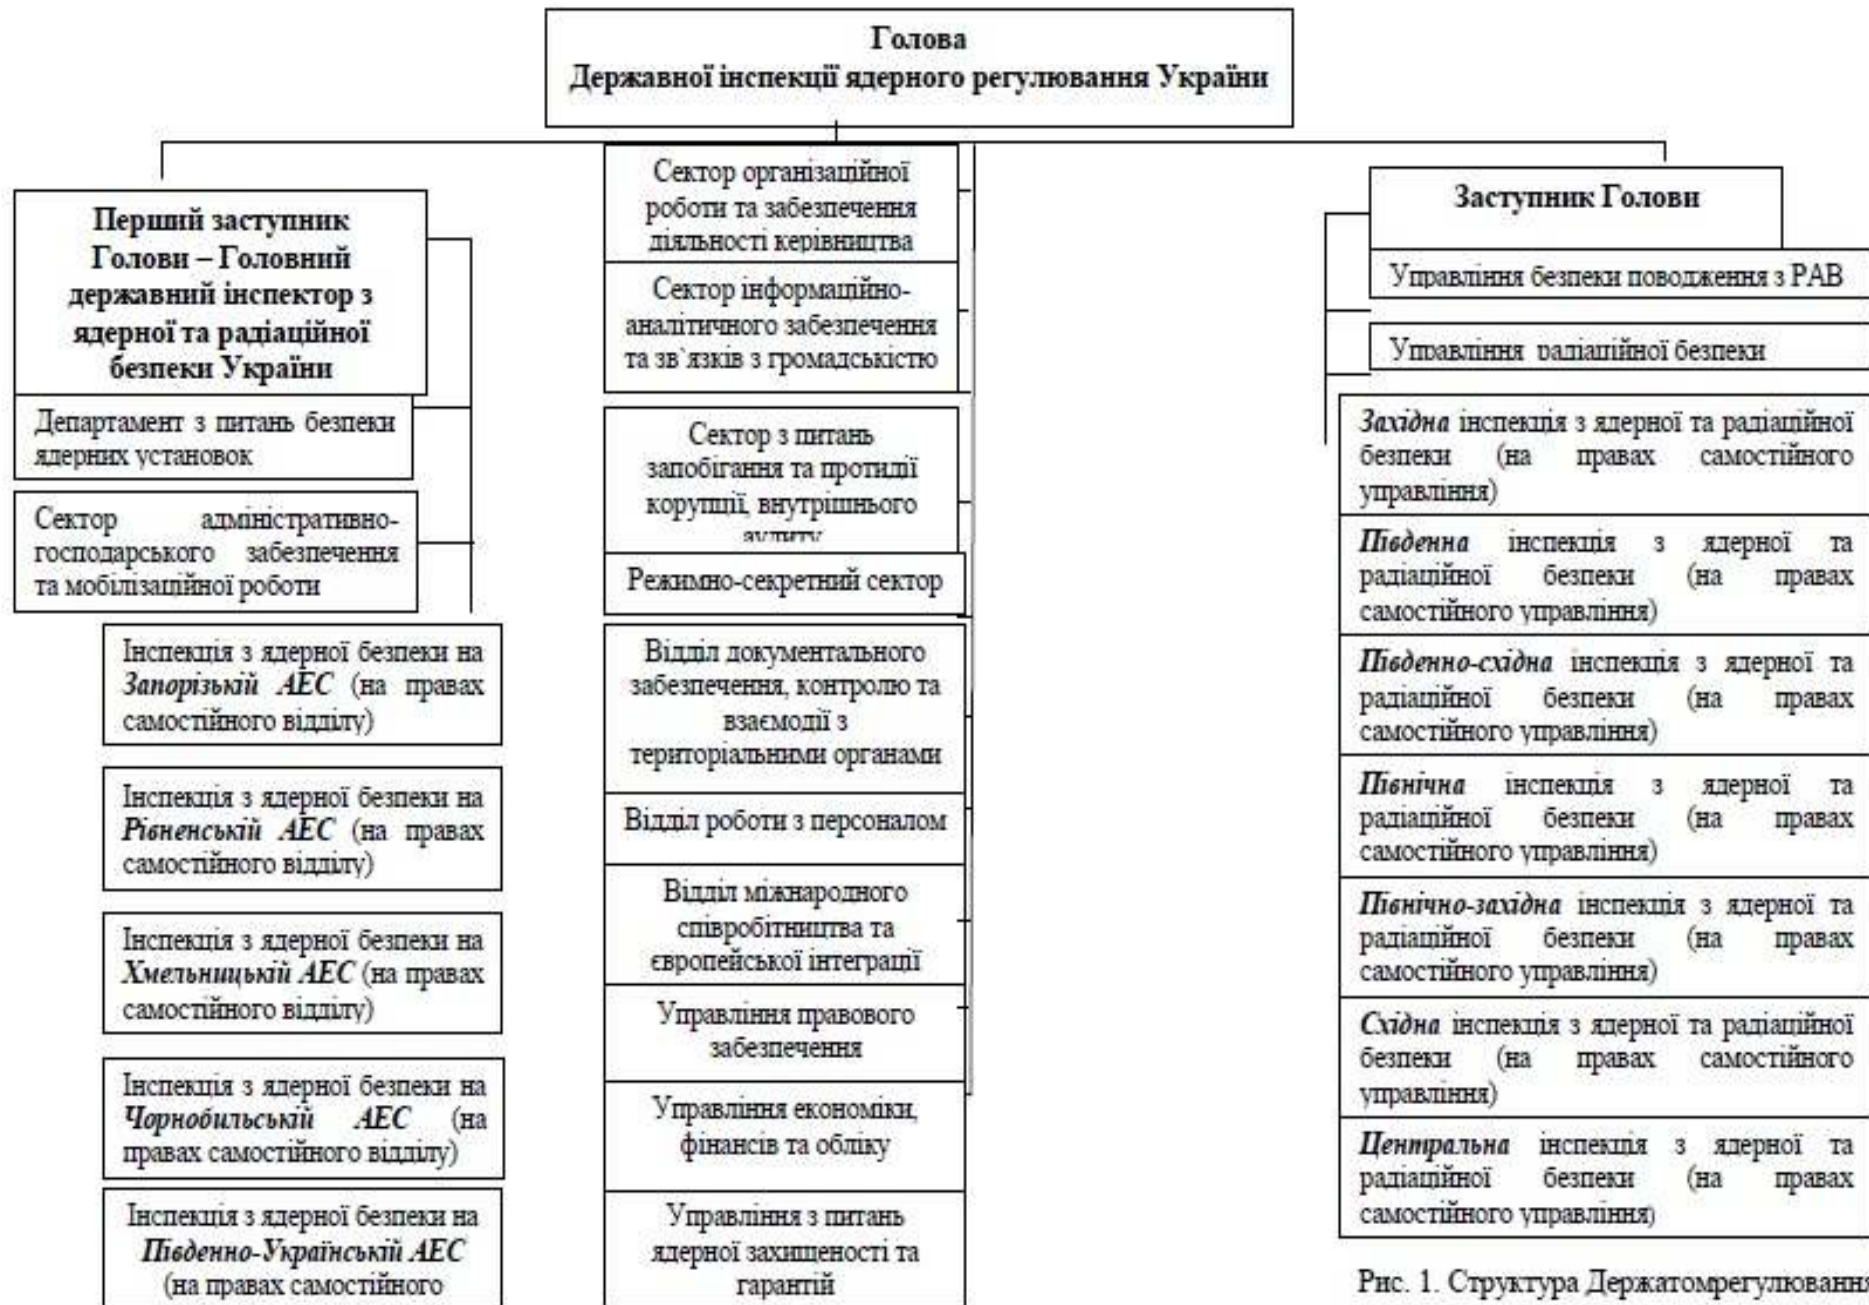 Голова
Державної інспекції ядерного регулювання України
Перший заступник
Голови – Головний
державний інспектор з
ядерної та радіаційної
безпеки України
Департамент з питань безпеки
ядерних установок
Сектор адміністративно-
господарського забезпечення
та мобілізаційної роботи
Інспекція з ядерної безпеки на
Запорізькій АЕС (на правах
самостійного відділу)
Інспекція з ядерної безпеки на
Рівненській АЕС (на правах
самостійного відділу)
Інспекція з ядерної безпеки на
Хмельницькій АЕС (на правах
самостійного відділу)
Інспекція з ядерної безпеки на
Чорнобильській АЕС (на
правах самостійного відділу)
Інспекція з ядерної безпеки на
Південно-Українській АЕС
(на правах самостійного
Сектор організаційної
роботи та забезпечення
діяльності керівництва
Сектор інформаційно-
аналітичного забезпечення
та зв`язків з громадськістю
Сектор з питань
запобігання та протидії
корупції, внутрішнього
аудиту
Режимно-секретний сектор
Відділ документального
забезпечення, контролю та
взаємодії з
територіальними органами
Відділ роботи з персоналом
Відділ міжнародного
співробітництва та
європейської інтеграції
Управління правового
забезпечення
Управління економіки,
фінансів та обліку
Управління з питань
ядерної захищеності та
гарантій
Заступник Голови
Управління безпеки поводження з РАВ
Управління радіаційної безпеки
Західна інспекція з ядерної та радіаційної
безпеки (на правах самостійного
управління)
Південна інспекція з ядерної та
радіаційної безпеки (на правах
самостійного управління)
Південно-східна інспекція з ядерної та
радіаційної безпеки (на правах
самостійного управління)
Північна інспекція з ядерної та
радіаційної безпеки (на правах
самостійного управління)
Північно-західна інспекція з ядерної та
радіаційної безпеки (на правах
самостійного управління)
Східна інспекція з ядерної та радіаційної
безпеки (на правах самостійного
управління)
Центральна інспекція з ядерної та
радіаційної безпеки (на правах
самостійного управління)
Рис. 1. Структура Держатомрегулювання